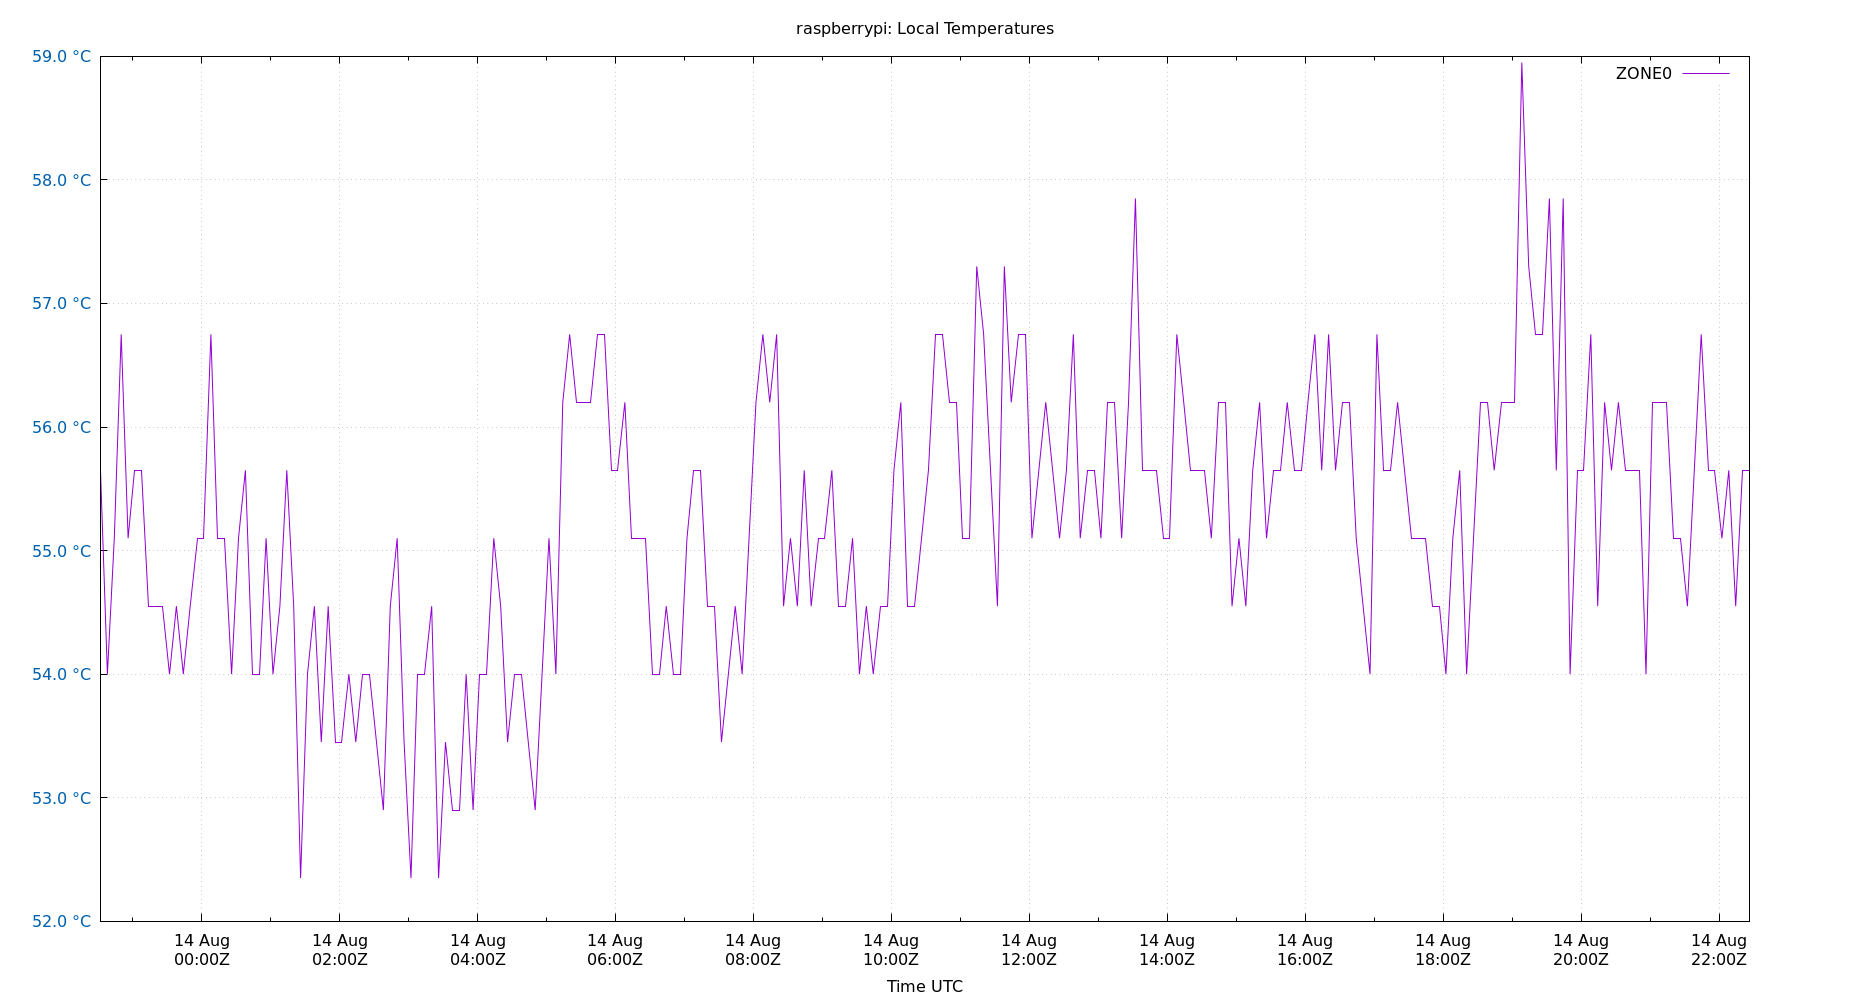 raspberrypi: Local Temperatures
59.0 °C
ZONE0
58.0 °C
57.0 °C
56.0 °C
55.0 °C
54.0 °C
53.0 °C
52.0 °C
14 Aug 14 Aug 14 Aug 14 Aug 14 Aug 14 Aug 14 Aug 14 Aug 14 Aug 14 Aug 14 Aug 14 Aug
00:00Z 02:00Z 04:00Z 06:00Z 08:00Z 10:00Z 12:00Z 14:00Z 16:00Z 18:00Z 20:00Z 22:00Z
Time UTC